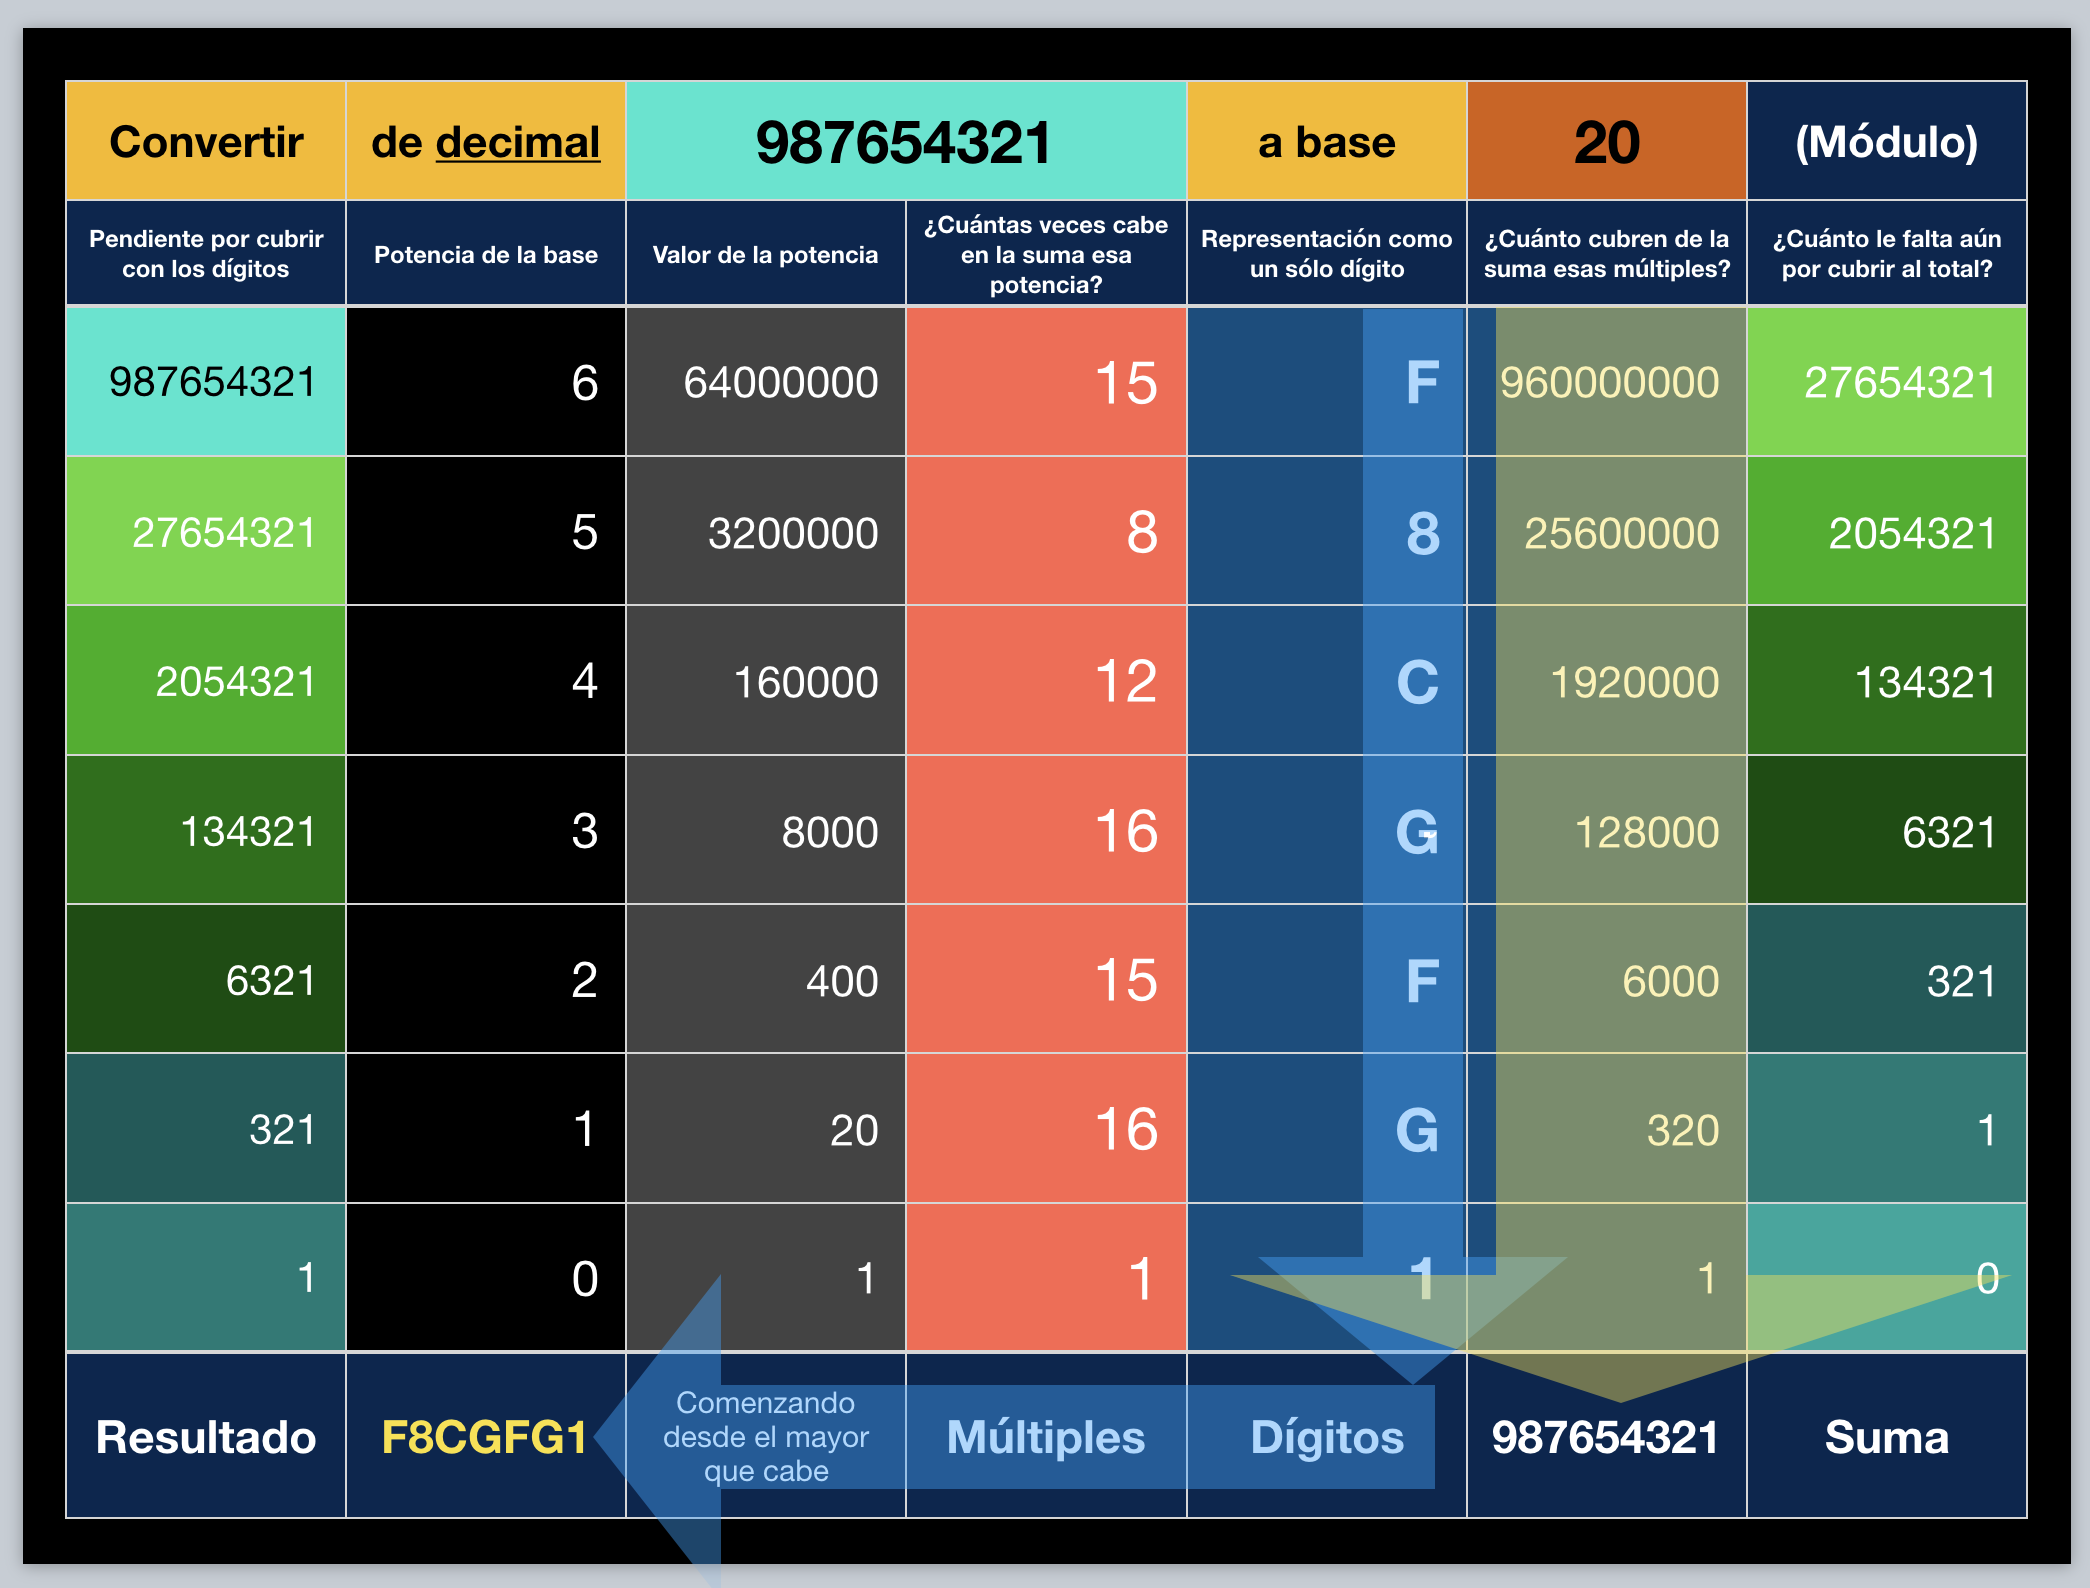 Convertir de decimal 987654321 a base 20 (Módulo)
Pendiente por cubrir
con los dígitos
Potencia de la base
Valor de la potencia
¿Cuántas veces cabe
en la suma esa
potencia?
Representación como
un sólo dígito
¿Cuánto cubren de la
suma esas múltiples?
¿Cuánto le falta aún
por cubrir al total?
987654321 6 64000000 15 F 960000000 27654321
27654321 5 3200000 8 8 25600000 2054321
2054321 4 160000 12 C 1920000 134321
134321 3 8000 16 G 128000 6321
6321 2 400 15 F 6000 321
321 1 20 16 G 320 1
1 0 1 1 1 1 0
Resultado
F8CGFG1
Comenzando
desde el mayor
que cabe
Múltiples
Dígitos
987654321
Suma